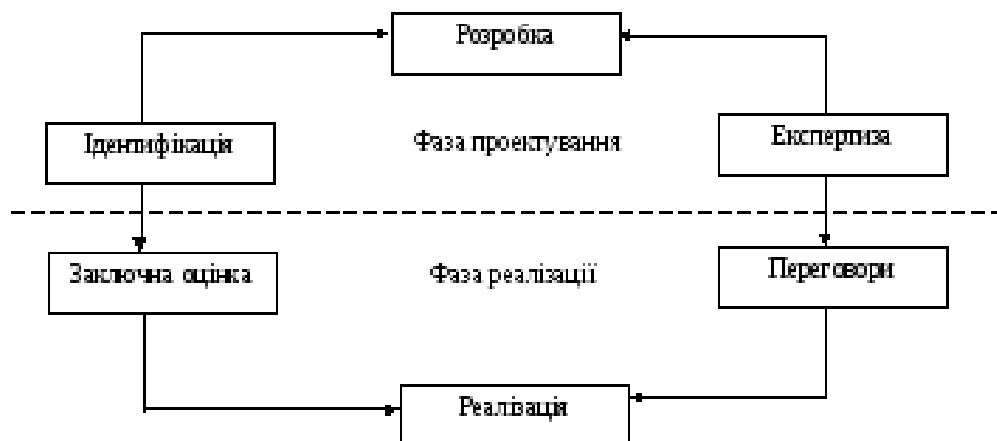 Розробка
Ідентифікація
Фаза проектування
Експертиза
Заключна оцінка
Фаза реалізації
Переговори
Реалізація